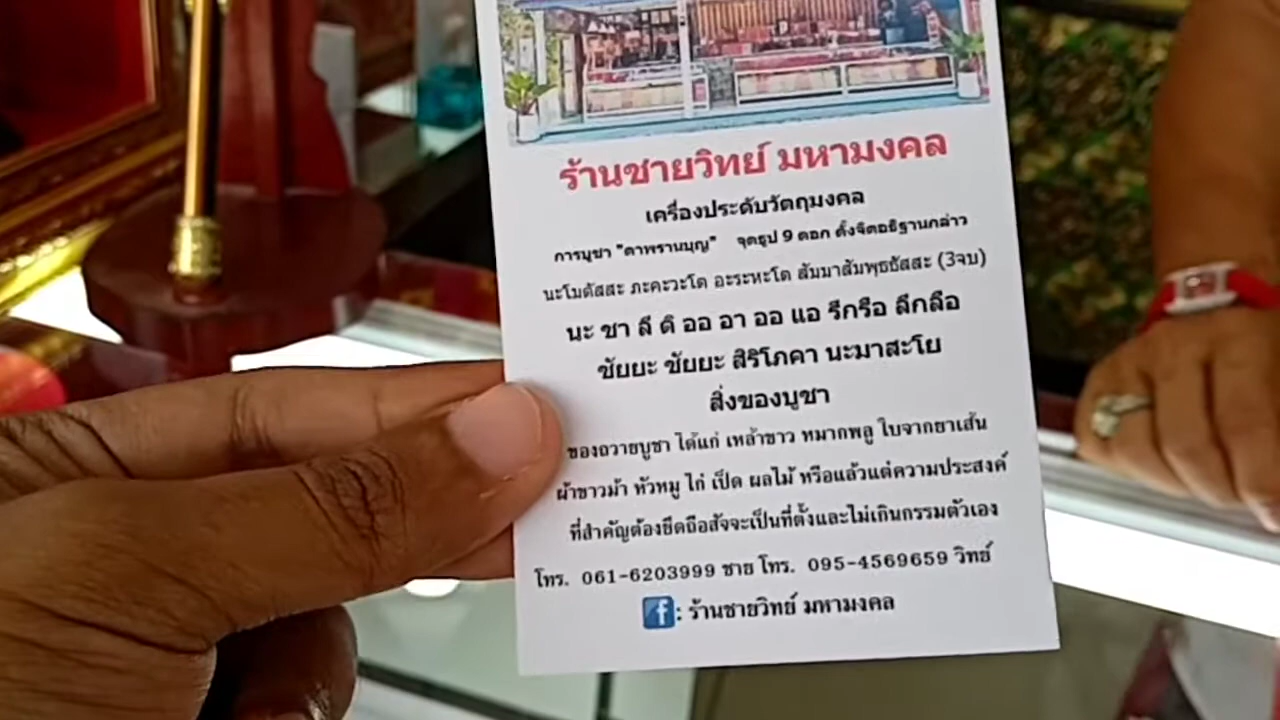 ร้านชายวิทย์ มหามงคล
เครื่องประดับวัตถุมงคล
การบูชา "ตาพรานบุญ" จุดธูป 9 ดอก ตั้งจิตอธิฐานกล่าว
นะโมตัสสะ ภะคะวะโต อะระหะโต สัมมาสัมพุธธัสสะ (3จบ)
นะ ชา ลี ติ ออ อา ออ แอ รึกรือ ลึกลือ
ชัยยะ ชัยยะ สิริโภคา นะมาสะโย
สิ่งของบูชา
ของถวายบูชา ได้แก่ เหล้าขาว หมากพลู ใบจากยาเส้น
ผ้าขาวม้า หัวหมู ไก่ เป็ด ผลไม้ หรือแล้วแต่ความประสงค์
ที่สำคัญต้องยึดถือสัจจะเป็นที่ตั้งและไม่เกินกรรมตัวเอง
โทร. 061-6203999 ชาย โทร. 095-4569659 วิทย์
f : ร้านชายวิทย์ มหามงคล